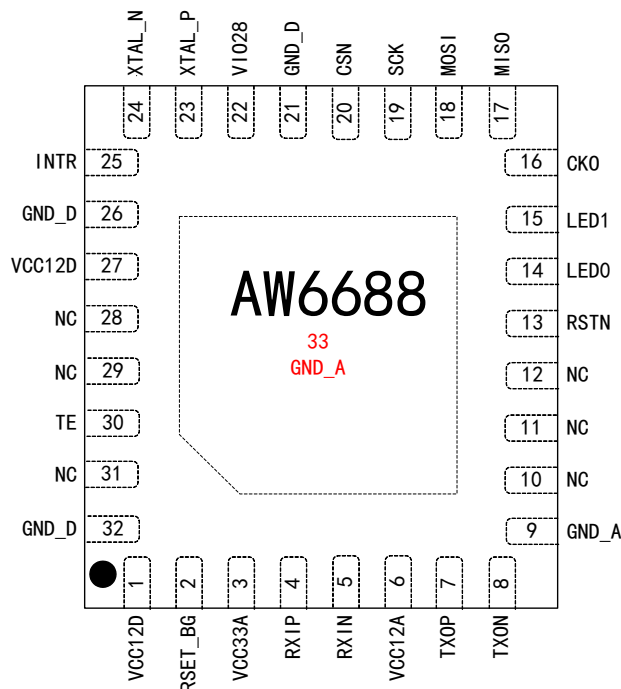 XTAL_N
XTAL_P
VIO28
GND_D
CSN
SCK
MOSI
MISO
24
23
22
21
20
19
18
17
INTR 25
16 CKO
GND_D 26
15 LED1
VCC12D 27
14 LED0
NC 28
13 RSTN
NC 29
12 NC
TE 30
11 NC
NC 31
10 NC
GND_D 32
9 GND_A
AW6688
33
GND_A
1
2
3
4
5
6
7
8
VCC12D
RSET_BG
VCC33A
RXIP
RXIN
VCC12A
TXOP
TXON